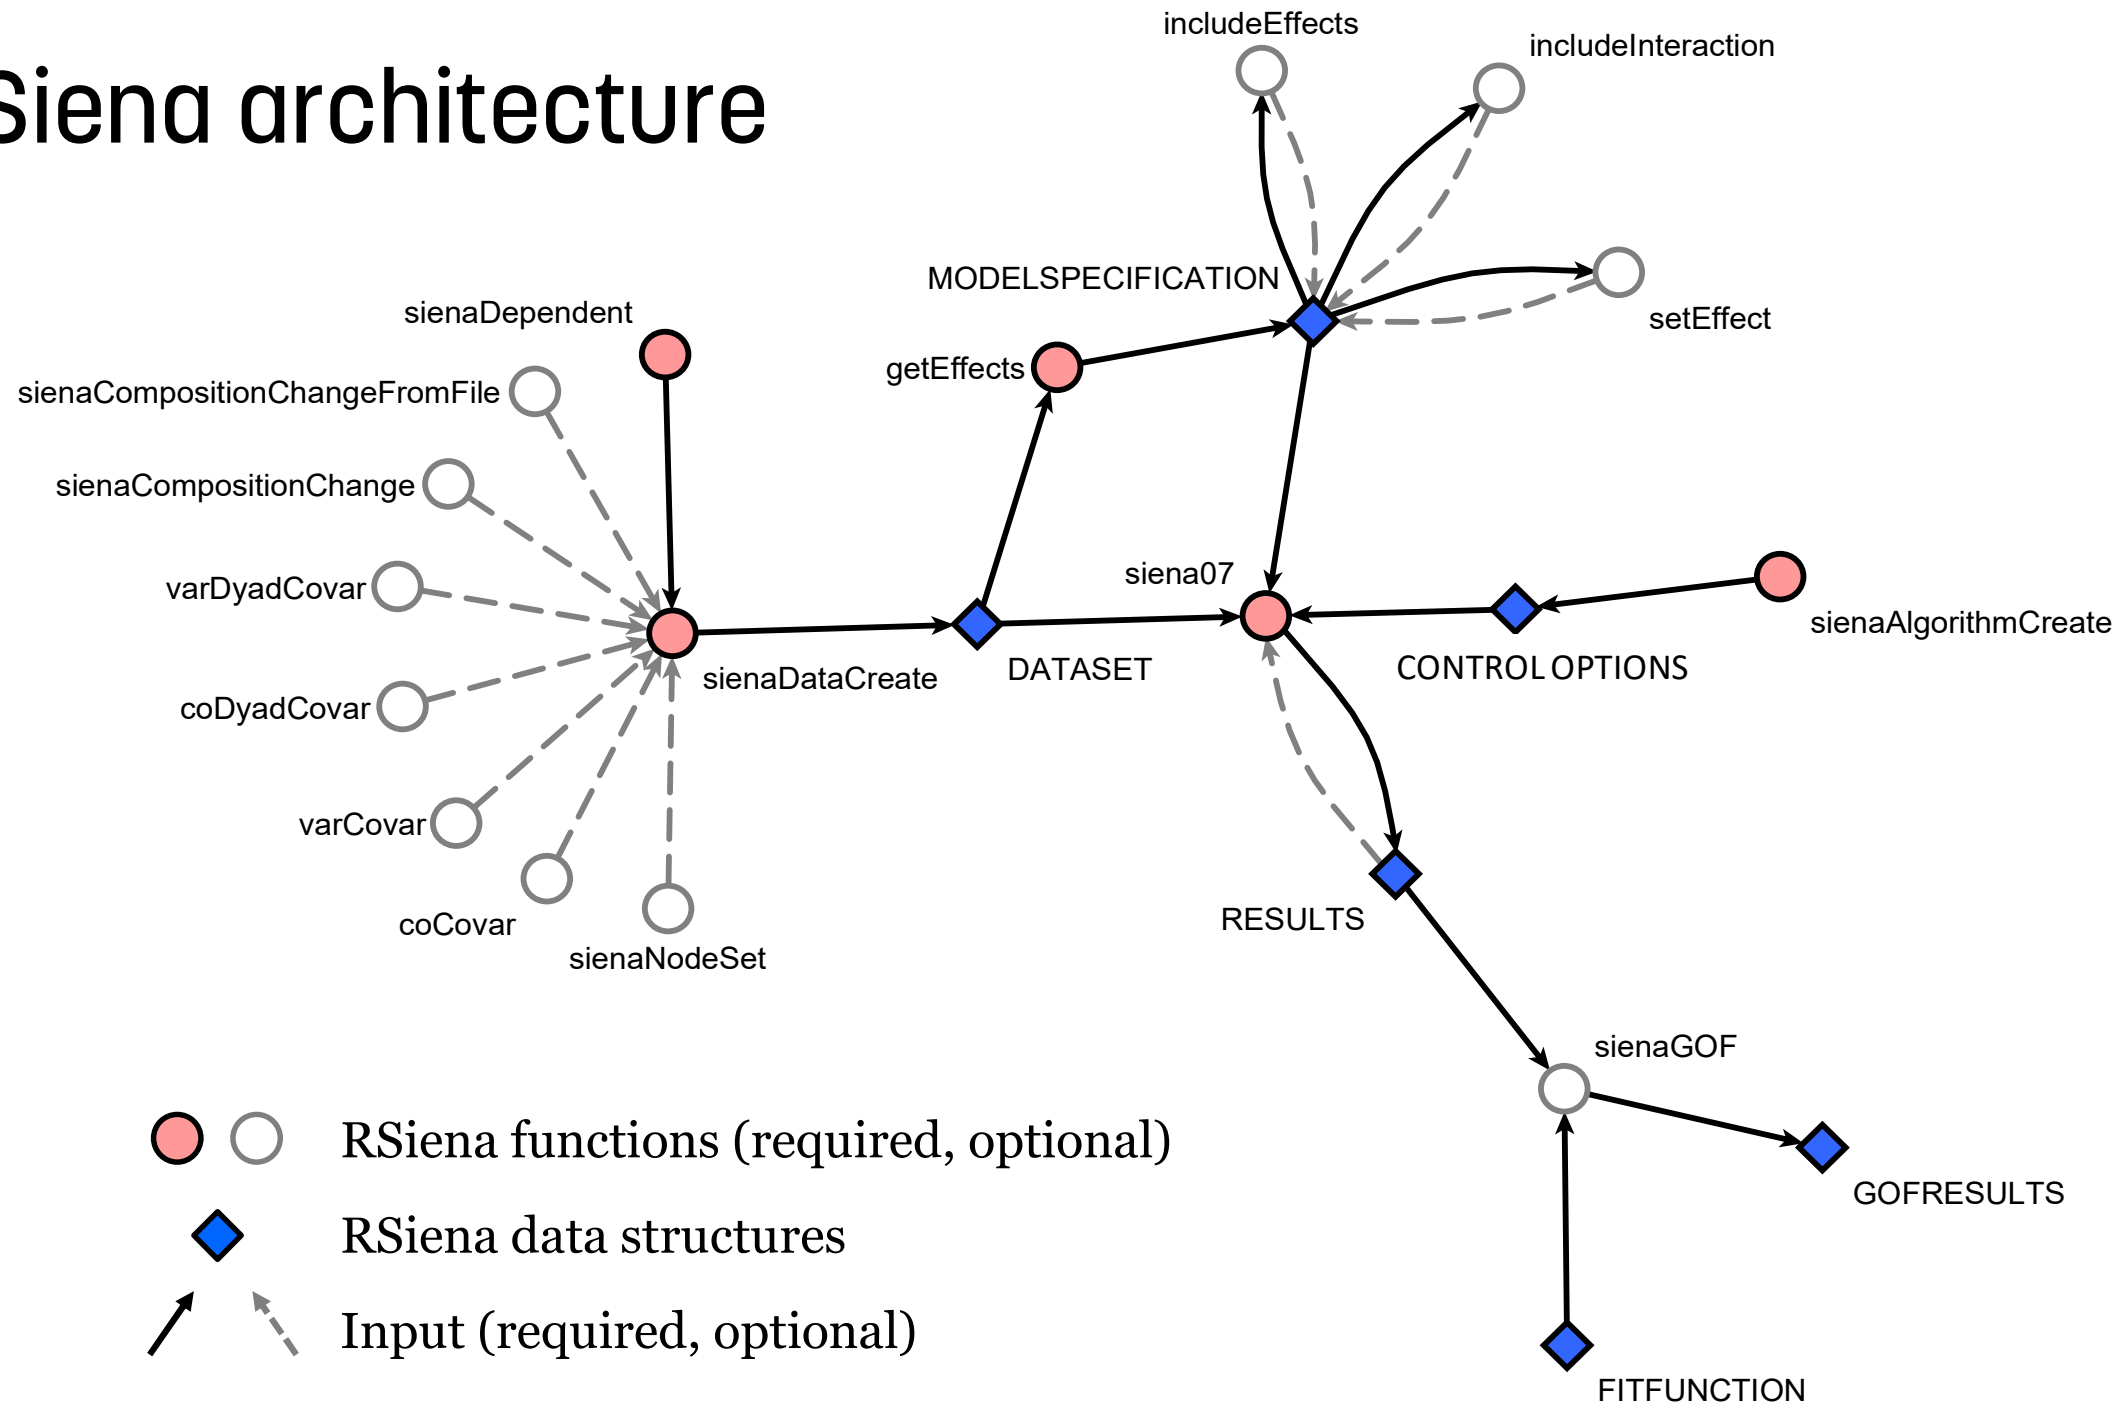 Siena architecture
includeEffects
includeInteraction
MODELSPECIFICATION
setEffect
sienaDependent
getEffects
sienaCompositionChangeFromFile
sienaCompositionChange
varDyadCovar
siena07
sienaAlgorithmCreate
sienaDataCreate
DATASET
CONTROL OPTIONS
coDyadCovar
varCovar
coCovar
RESULTS
sienaNodeSet
sienaGOF
RSiena functions (required, optional)
GOFRESULTS
RSiena data structures
Input (required, optional)
FITFUNCTION